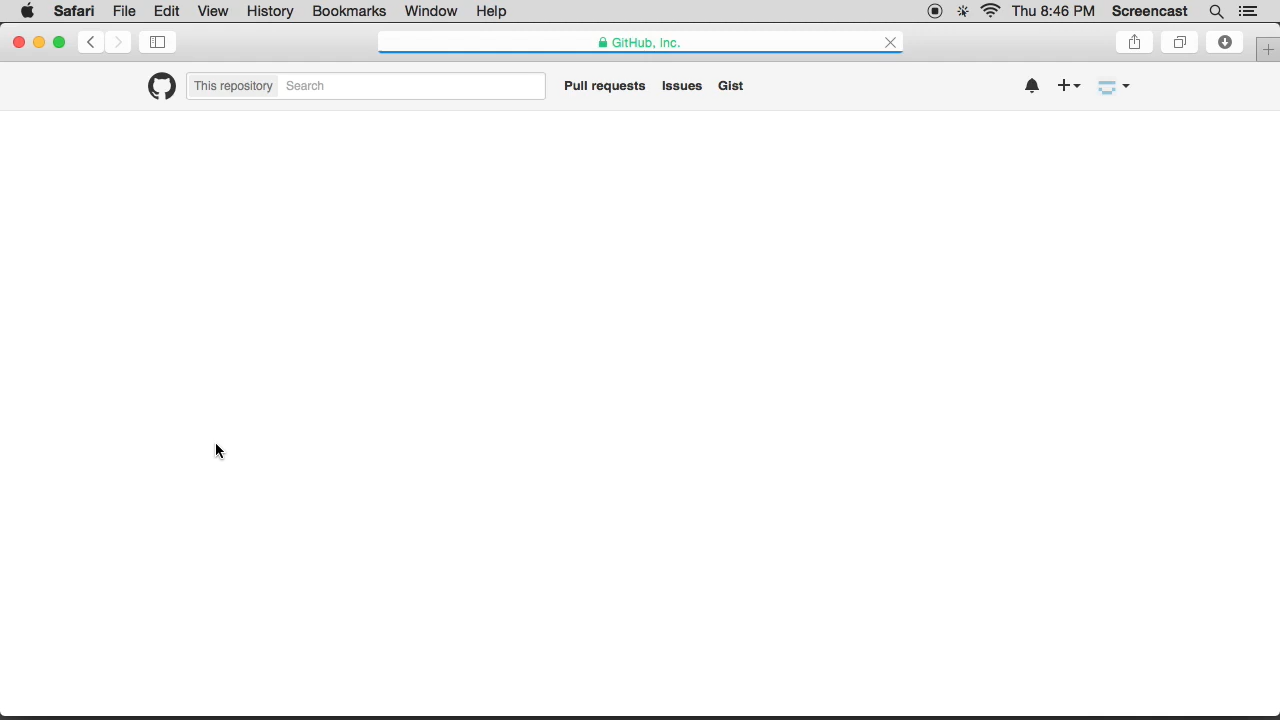 Safari File Edit View History Bookmarks Window Help Thu 8:46 PM Screencast
GitHub, Inc.
This repository Search Pull requests Issues Gist